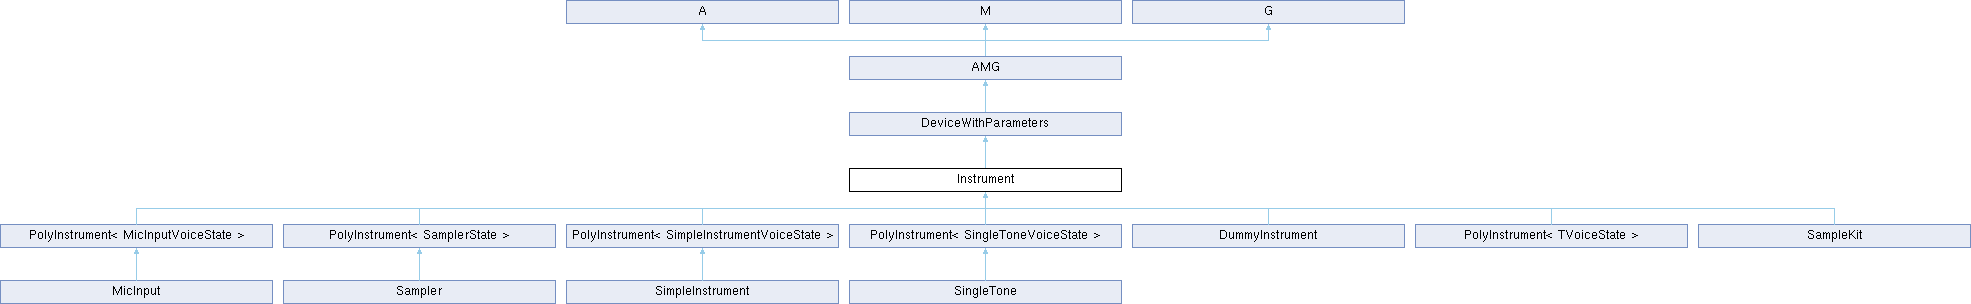 A
M
G
AMG
DeviceWithParameters
Instrument
PolyInstrument< MicInputVoiceState >
PolyInstrument< SamplerState >
PolyInstrument< SimpleInstrumentVoiceState >
PolyInstrument< SingleToneVoiceState >
DummyInstrument
PolyInstrument< TVoiceState >
SampleKit
MicInput
Sampler
SimpleInstrument
SingleTone